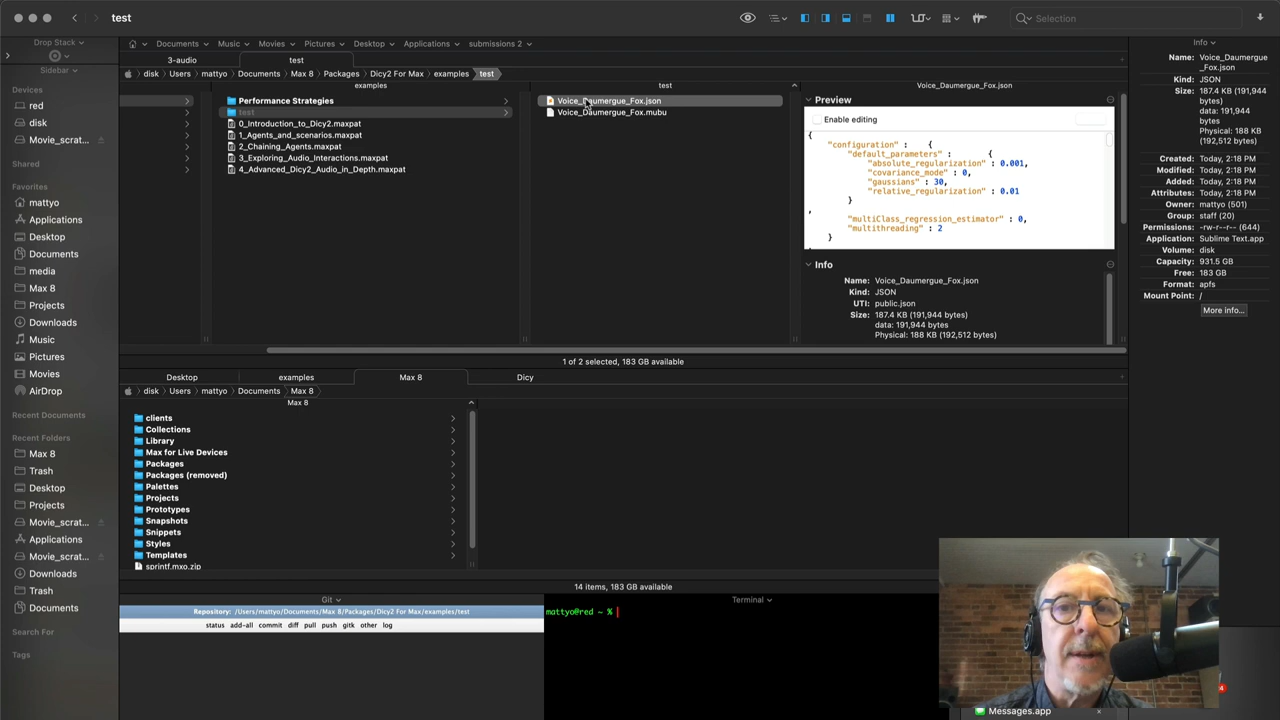 test
Selection
Drop Stack
Sidebar
Devices
red
disk
Movie_scrat...
Shared
Favorites
mattyo
Applications
Desktop
Documents
media
Max 8
Projects
Downloads
Music
Pictures
Movies
AirDrop
Recent Documents
Recent Folders
Max 8
Trash
Desktop
Projects
Movie_scrat...
Applications
Movie_scrat...
Downloads
Trash
Documents
Search For
Tags
Documents Music Movies Pictures Desktop Applications submissions 2
3-audio test
disk Users mattyo Documents Max 8 Packages Dicy2 For Max examples test
examples
Performance Strategies
test
0_Introduction_to_Dicy2.maxpat
1_Agents_and_scenarios.maxpat
2_Chaining_Agents.maxpat
3_Exploring_Audio_Interactions.maxpat
4_Advanced_Dicy2_Audio_in_Depth.maxpat
test
Voice_Daumergue_Fox.json
Voice_Daumergue_Fox.mubu
Voice_Daumergue_Fox.json
Preview
Enable editing
{
"configuration" : {
"default_parameters" : {
"absolute_regularization" : 0.001,
"covariance_mode" : 0,
"gaussians" : 30,
"relative_regularization" : 0.01
}
,
"multiClass_regression_estimator" : 0,
"multithreading" : 2
}
Info
Name: Voice_Daumergue_Fox.json
Kind: JSON
UTI: public.json
Size: 187.4 KB (191,944 bytes)
data: 191,944 bytes
Physical: 188 KB (192,512 bytes)
1 of 2 selected, 183 GB available
Desktop examples Max 8 Dicy
disk Users mattyo Documents Max 8
Max 8
clients
Collections
Library
Max for Live Devices
Packages
Packages (removed)
Palettes
Projects
Prototypes
Snapshots
Snippets
Styles
Templates
sprintf.mxo.zip
14 items, 183 GB available
Git
Repository: /Users/mattyo/Documents/Max 8/Packages/Dicy2 For Max/examples/test
status add-all commit diff pull push gitk other log
Terminal
mattyo@red ~ %
Info
Name: Voice_Daumergue
_Fox.json
Kind: JSON
Size: 187.4 KB (191,944
bytes)
data: 191,944
bytes
Physical: 188 KB
(192,512 bytes)
Created: Today, 2:18 PM
Modified: Today, 2:18 PM
Added: Today, 2:18 PM
Attributes: Today, 2:18 PM
Owner: mattyo (501)
Group: staff (20)
Permissions: -rw-r--r-- (644)
Application: Sublime Text.app
Volume: disk
Capacity: 931.5 GB
Free: 183 GB
Format: apfs
Mount Point: /
More info...
4
Messages.app